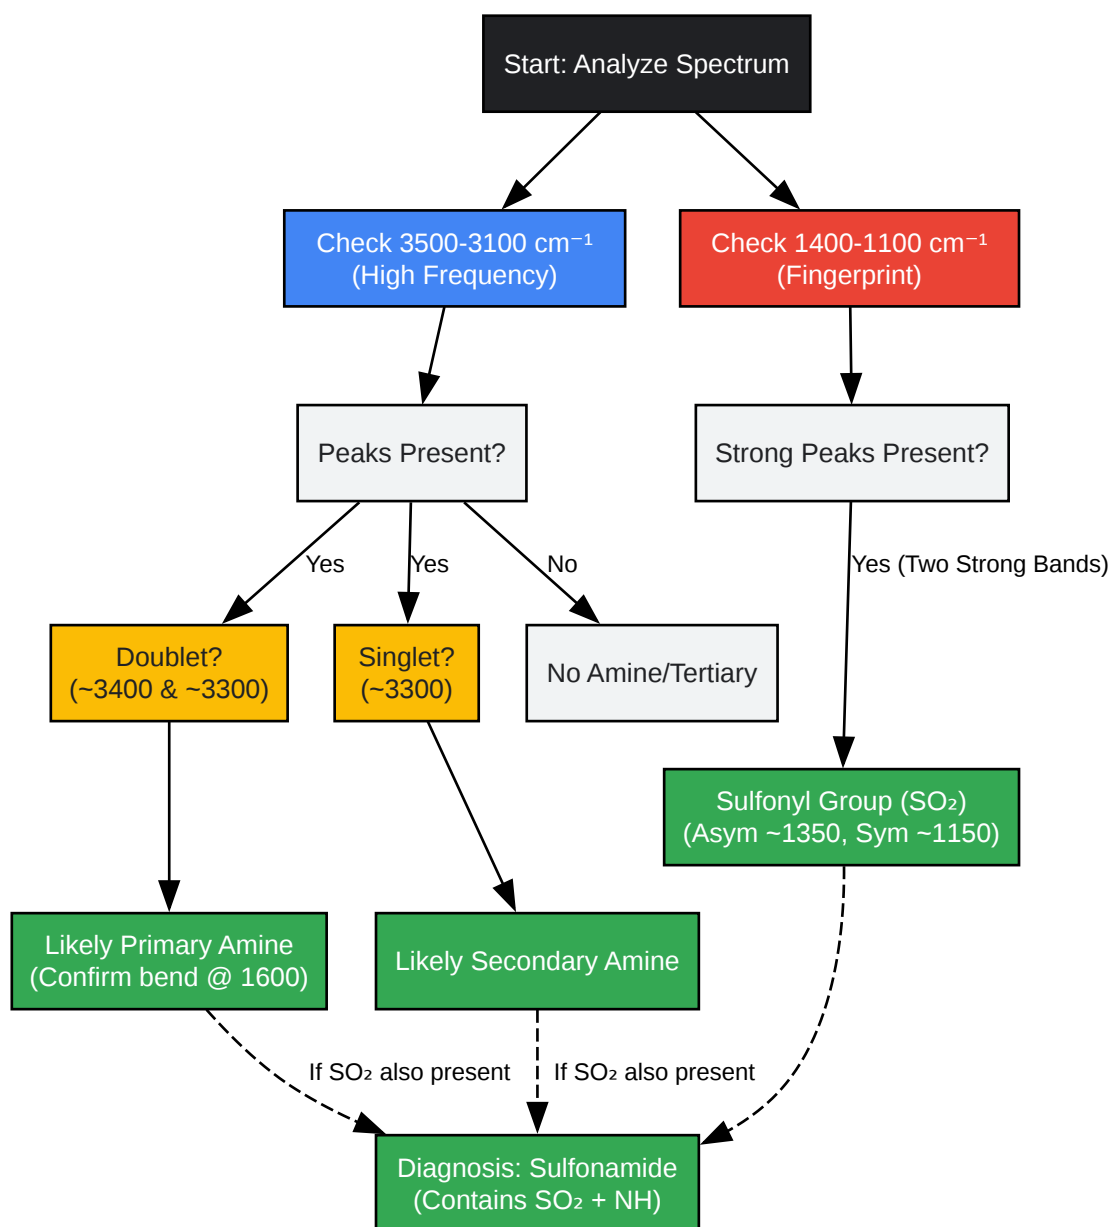 Start: Analyze Spectrum
Check 3500-3100 cm⁻¹
(High Frequency)
Check 1400-1100 cm⁻¹
(Fingerprint)
Peaks Present?
Strong Peaks Present?
Yes
Yes
No
Yes (Two Strong Bands)
Doublet?
(~3400 & ~3300)
Singlet?
(~3300)
No Amine/Tertiary
Sulfonyl Group (SO₂)
(Asym ~1350, Sym ~1150)
Likely Primary Amine
(Confirm bend @ 1600)
Likely Secondary Amine
If SO₂ also present
If SO₂ also present
Diagnosis: Sulfonamide
(Contains SO₂ + NH)